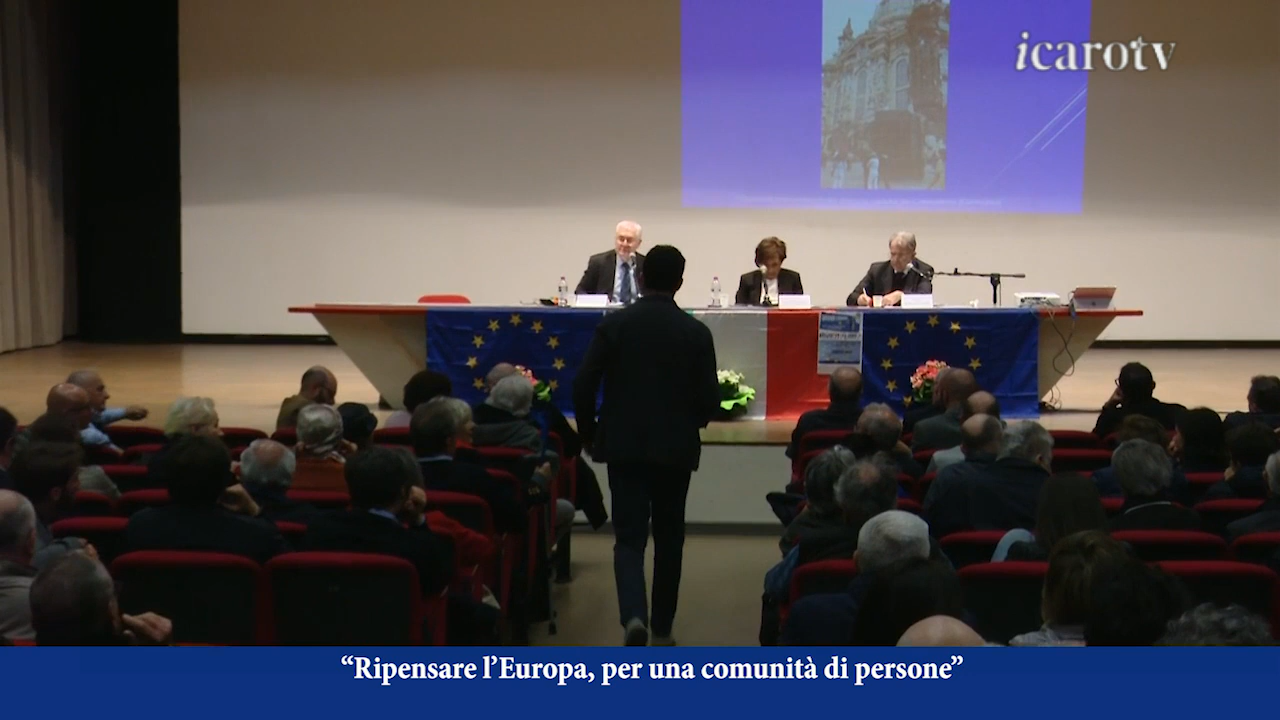 icarotv
“Ripensare l’Europa, per una comunità di persone”